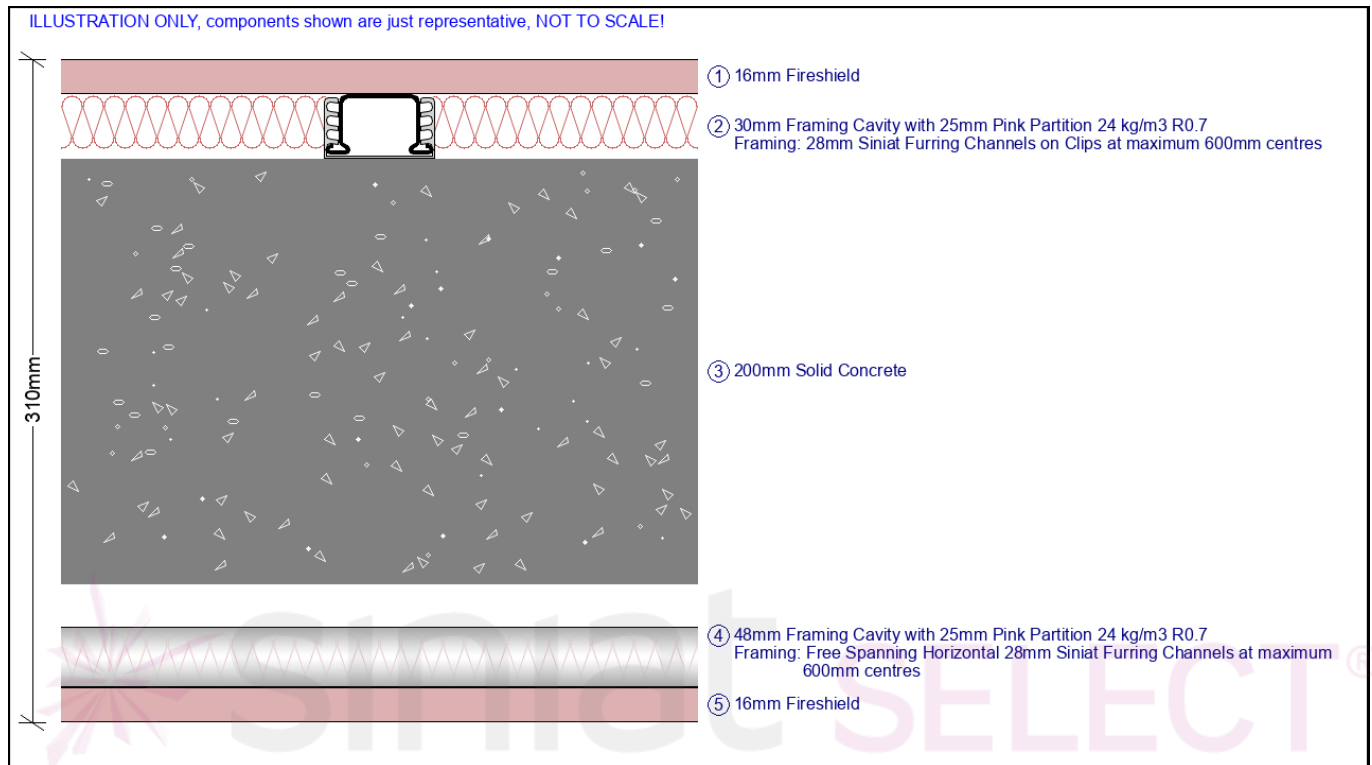 ILLUSTRATION ONLY, components shown are just representative, NOT TO SCALE!
1 16mm Fireshield
2 30mm Framing Cavity with 25mm Pink Partition 24 kg/m3 R0.7
Framing: 28mm Siniat Furring Channels on Clips at maximum 600mm centres
310mm
3 200mm Solid Concrete
4 48mm Framing Cavity with 25mm Pink Partition 24 kg/m3 R0.7
Framing: Free Spanning Horizontal 28mm Siniat Furring Channels at maximum
600mm centres
5 16mm Fireshield
siniat SELECT®